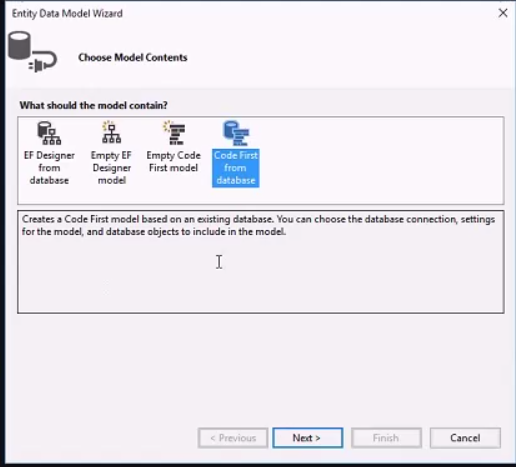 Entity Data Model Wizard
Choose Model Contents
What should the model contain?
EF Designer
from
database
Empty EF
Designer
model
Empty Code
First model
Code First
from
database
Creates a Code First model based on an existing database. You can choose the database connection, settings
for the model, and database objects to include in the model.
< Previous
Next >
Finish
Cancel